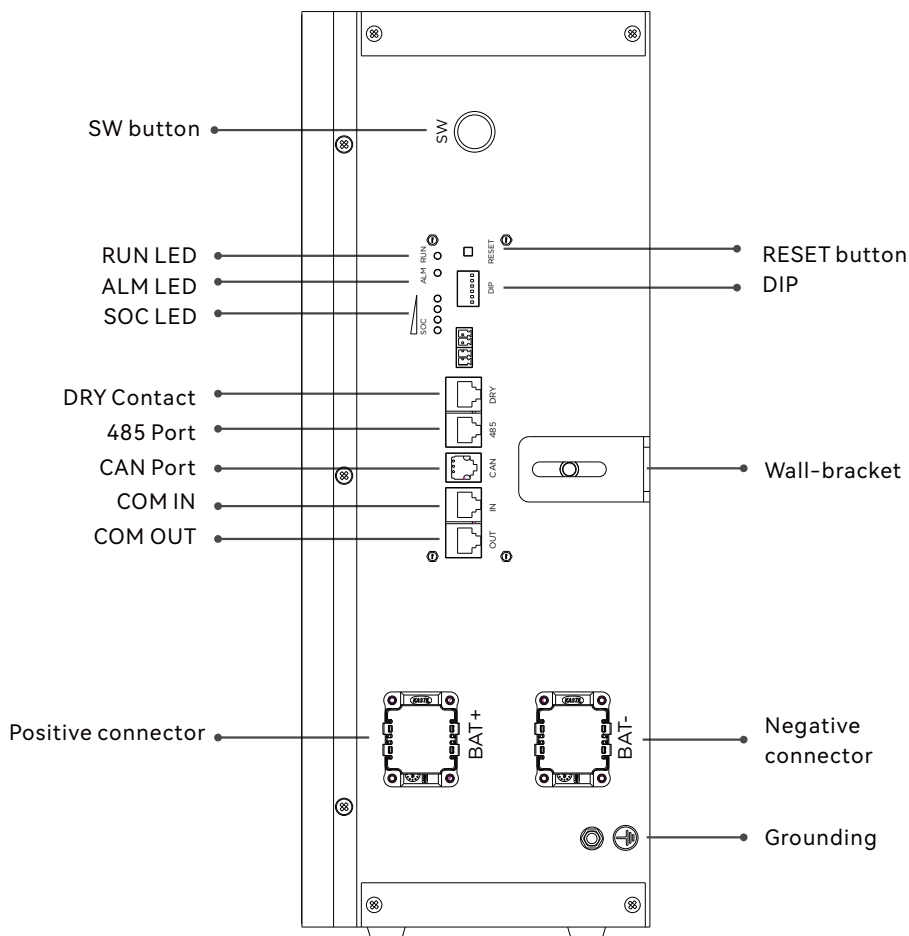 SW button
SW
RUN LED
ALM LED
SOC LED
RUN
ALM
SOC
RESET
DIP
RESET button
DIP
DRY Contact
485 Port
CAN Port
COM IN
COM OUT
DRY
485
CAN
IN
OUT
Wall-bracket
Positive connector
BAT+
BAT-
Negative
connector
Grounding